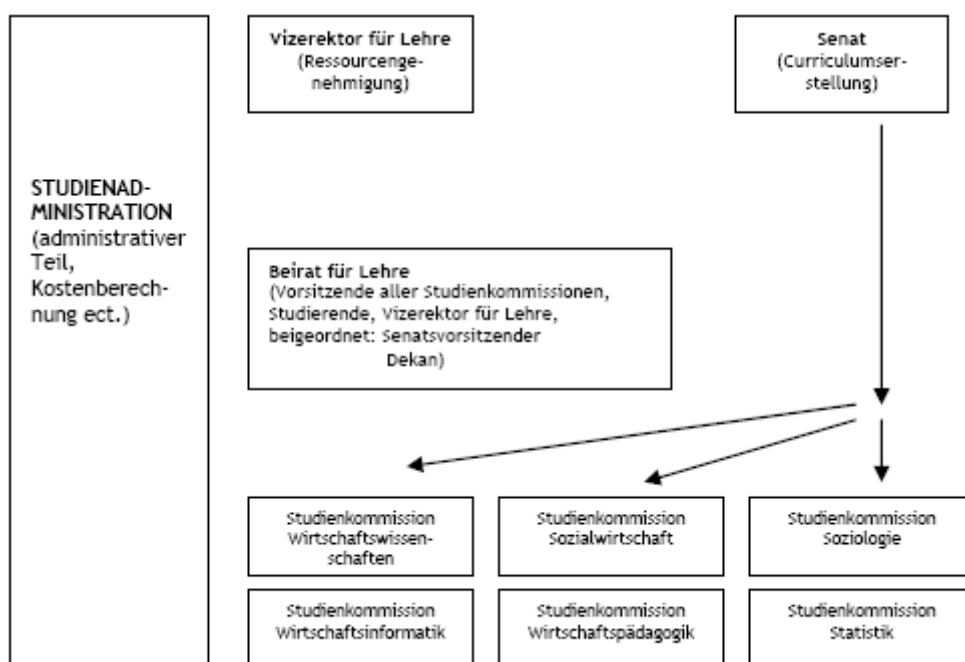 Vizerektor für Lehre
(Ressourcenge-
nehmigung)
Senat
(Curriculumser-
stellung)
STUDIENAD-
MINISTRATION
(administrativer
Teil,
Kostenberech-
nung ect.)
Beirat für Lehre
(Vorsitzende aller Studienkommissionen,
Studierende, Vizerektor für Lehre,
beigeordnet: Senatsvorsitzender
Dekan)
Studienkommission
Wirtschaftswissen-
schaften
Studienkommission
Sozialwirtschaft
Studienkommission
Soziologie
Studienkommission
Wirtschaftsinformatik
Studienkommission
Wirtschaftspädagogik
Studienkommission
Statistik